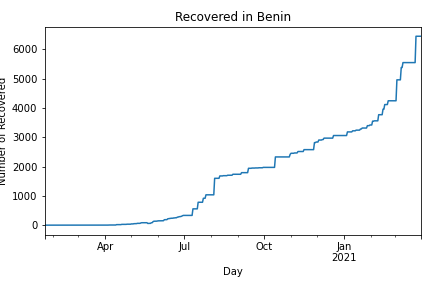 Recovered in Benin
Number of Recovered
6000
5000
4000
3000
2000
1000
0
Apr
Jul
Oct
Jan
2021
Day